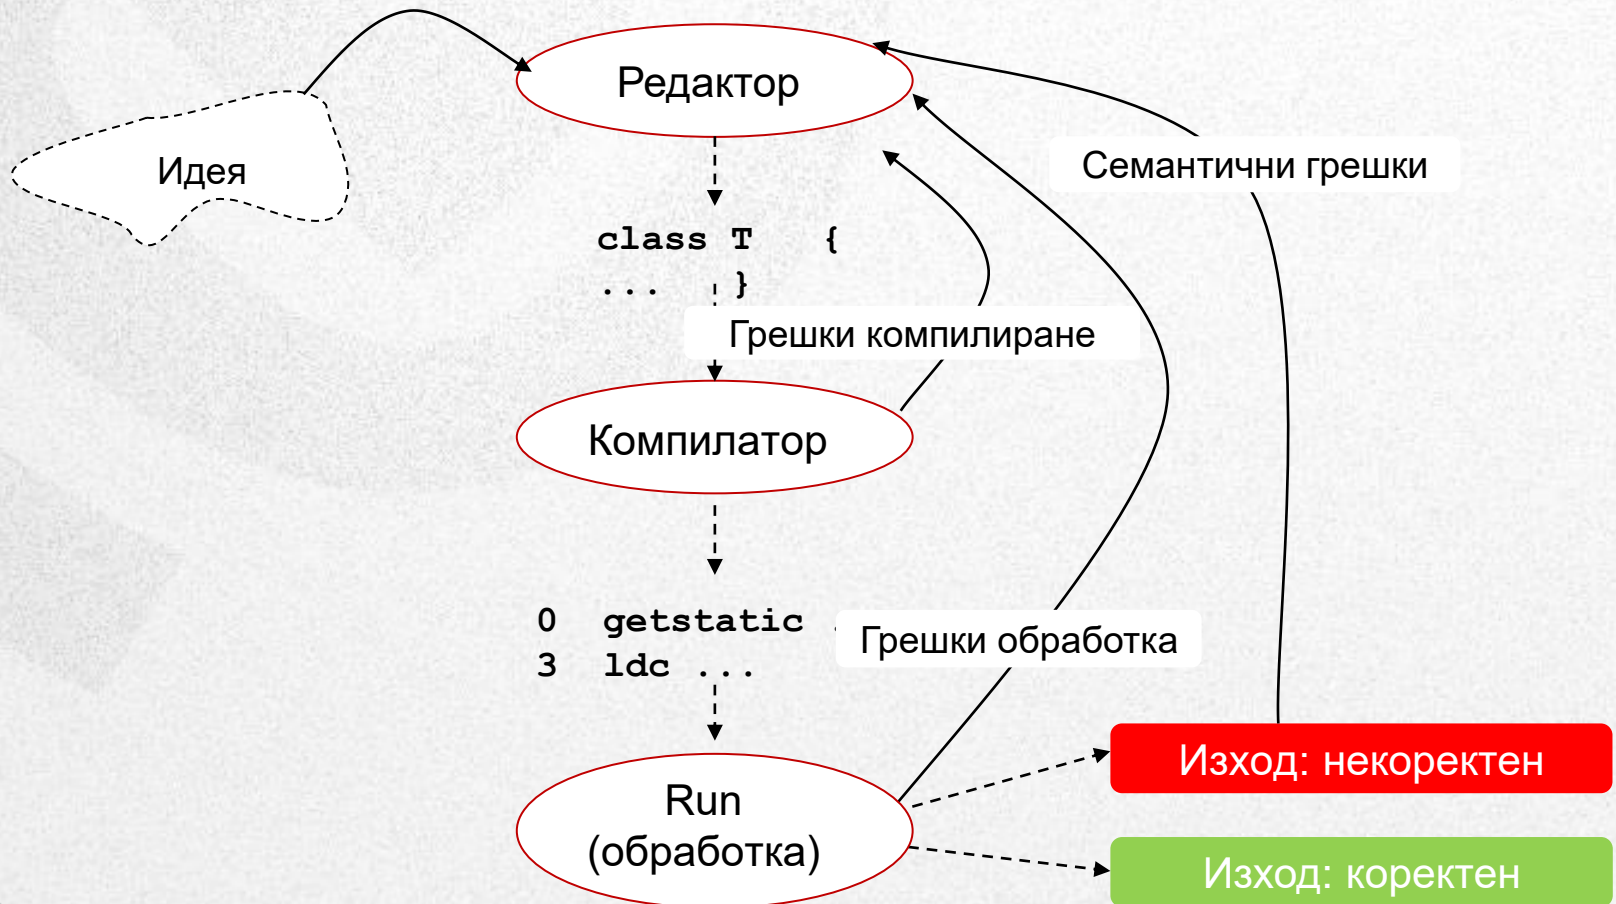 Редактор
Идея
Семантични грешки
class T {
... }
Грешки компилиране
Компилатор
0 getstatic
3 ldc ...
Грешки обработка
Run
(обработка)
Изход: некоректен
Изход: коректен